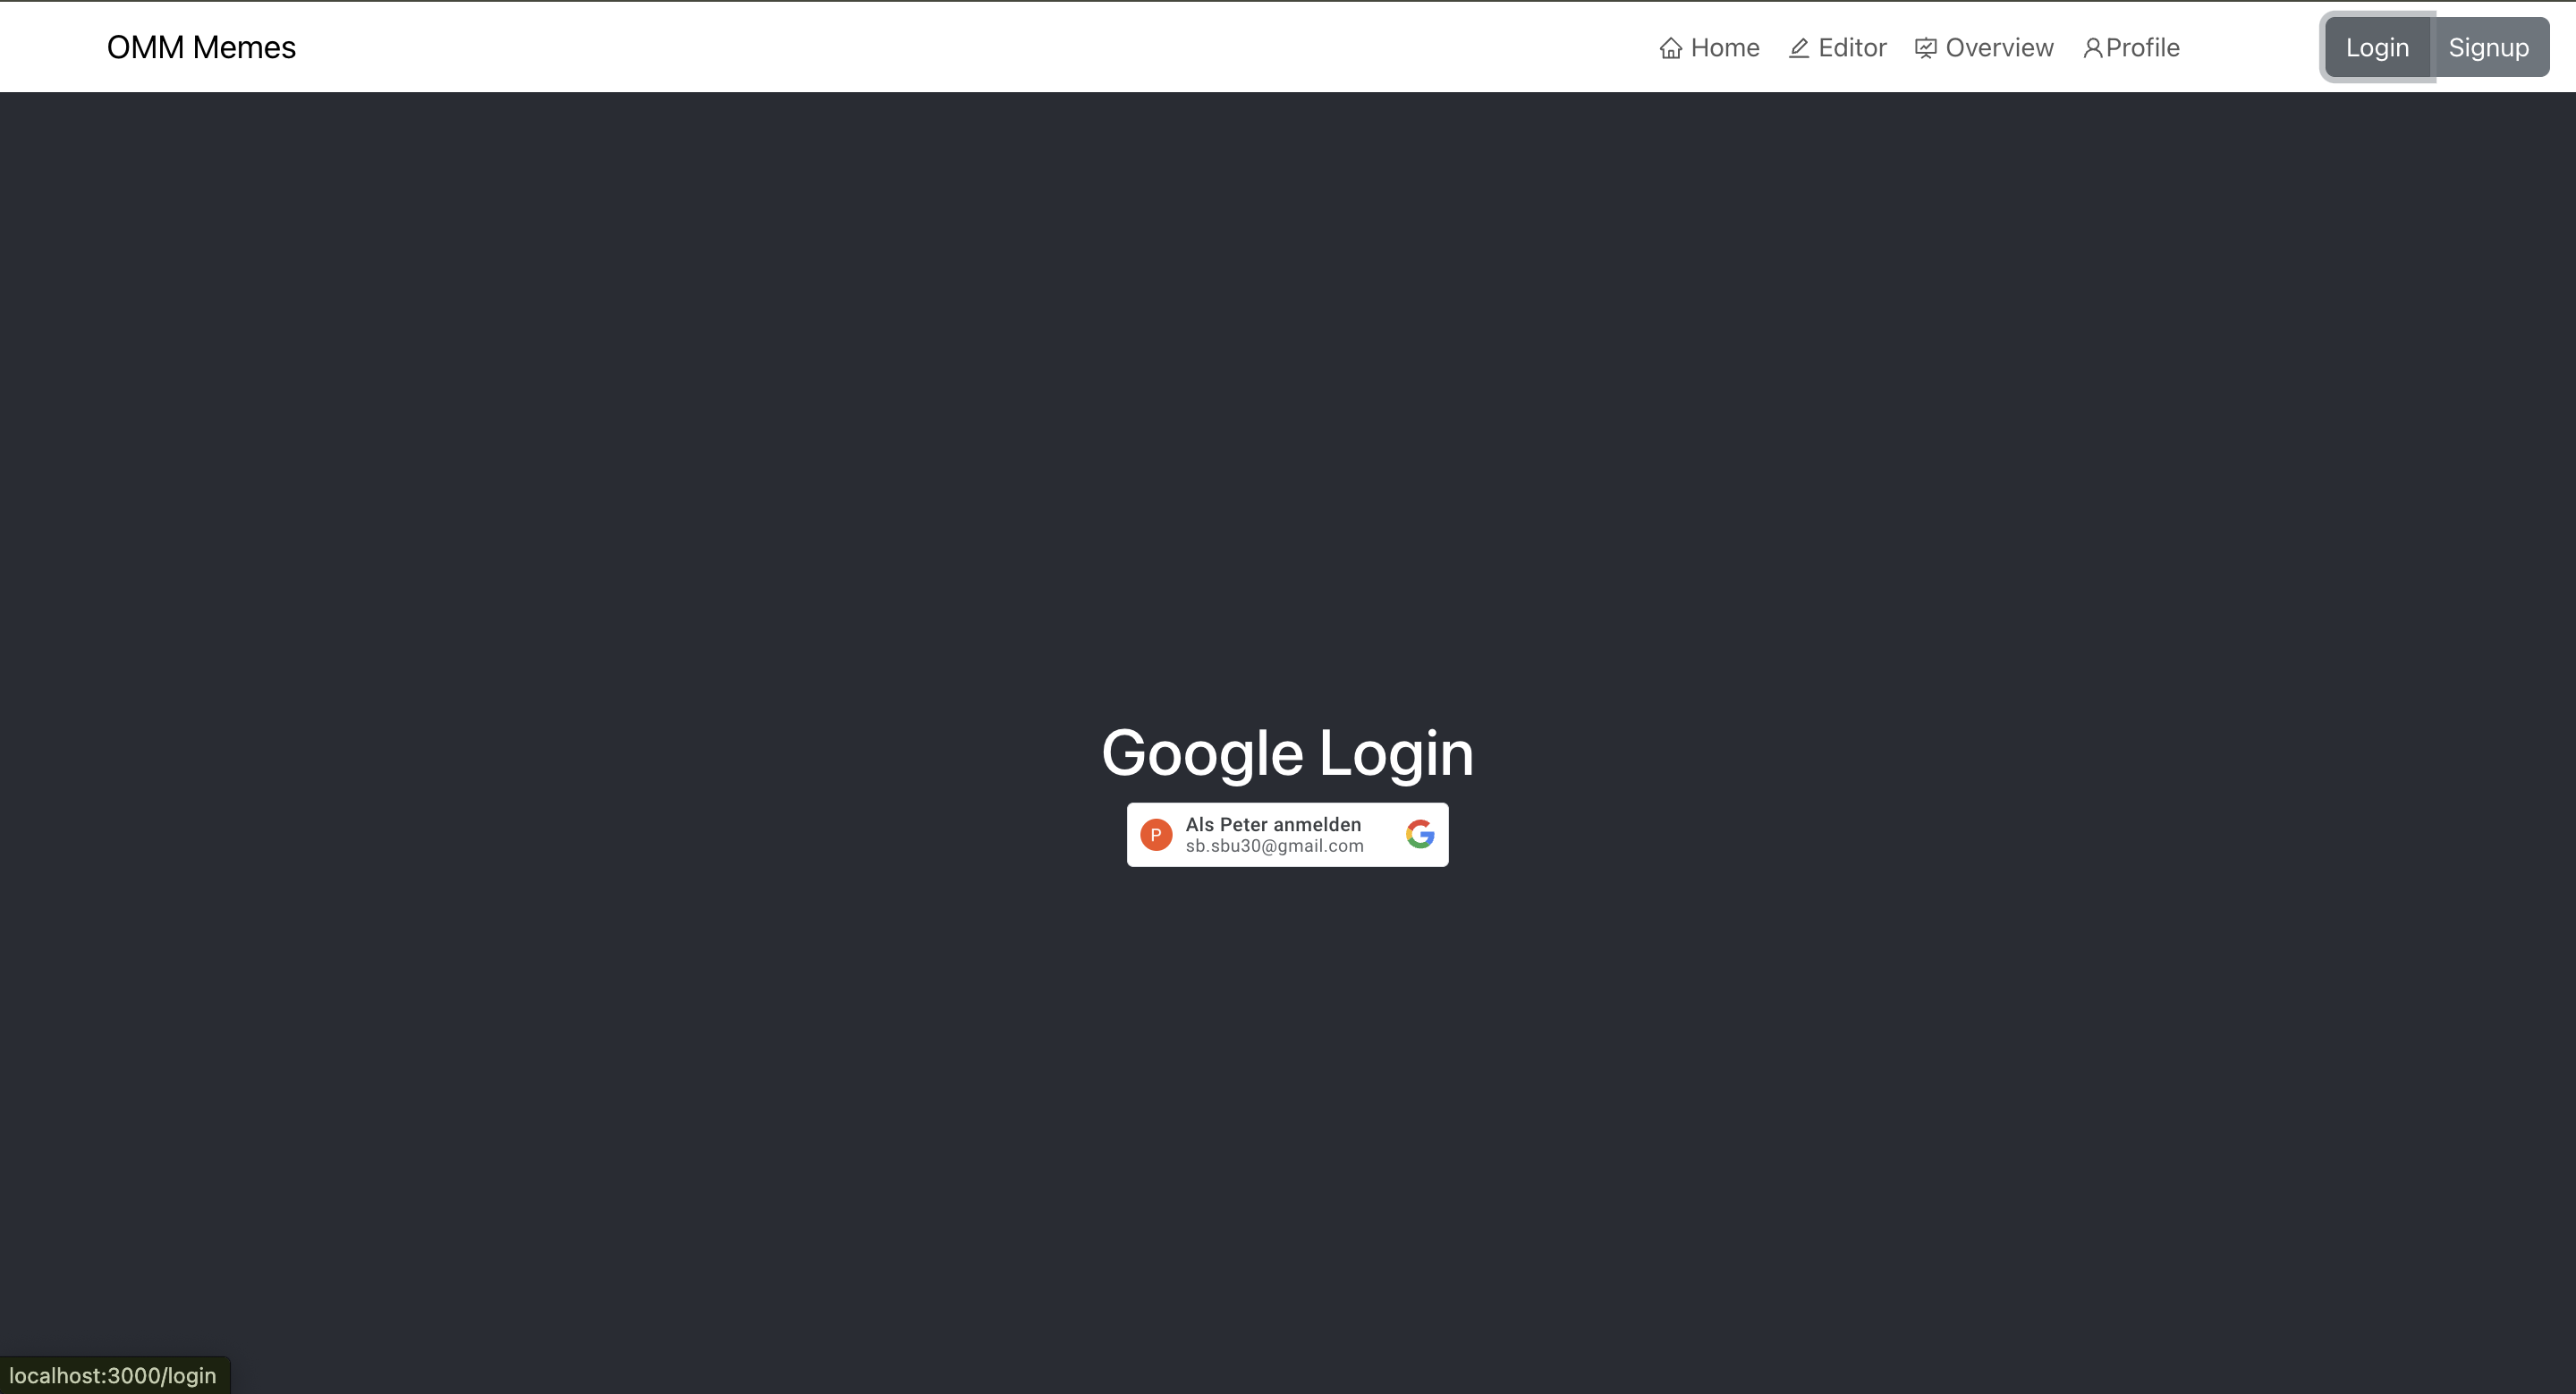 OMM Memes Home Editor Overview Profile Login Signup
Google Login
P Als Peter anmelden
sb.sbu30@gmail.com
localhost:3000/login